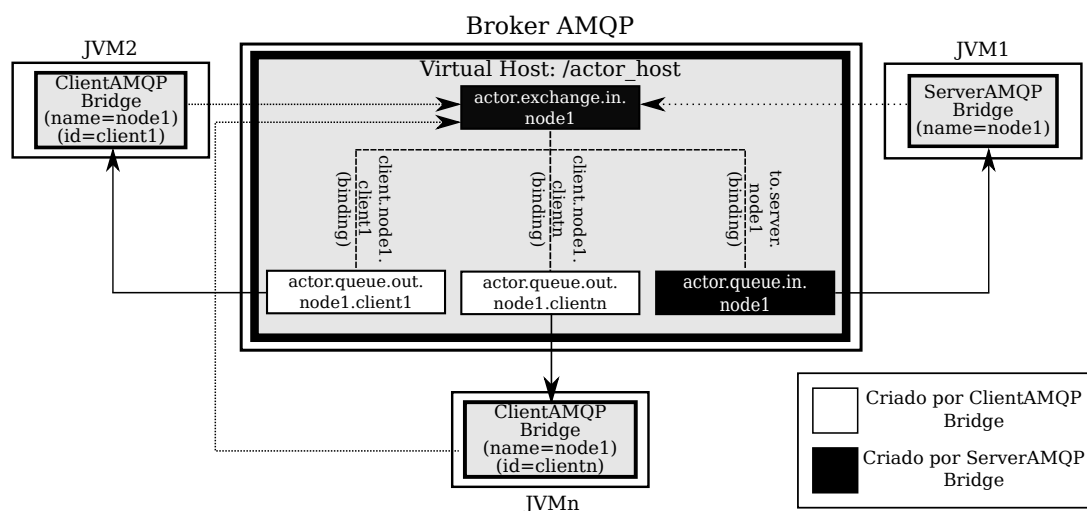 Broker AMQP
JVM2
JVM1
Virtual Host: /actor_host
ClientAMQP
Bridge
(name=node1)
(id=client1)
actor.exchange.in.
node1
ServerAMQP
Bridge
(name=node1)
client.node1.
client1
(binding)
client.node1.
clientn
(binding)
to.server.
node1
(binding)
actor.queue.out.
node1.client1
actor.queue.out.
node1.clientn
actor.queue.in.
node1
ClientAMQP
Bridge
(name=node1)
(id=clientn)
JVMn
Criado por ClientAMQP
Bridge
Criado por ServerAMQP
Bridge